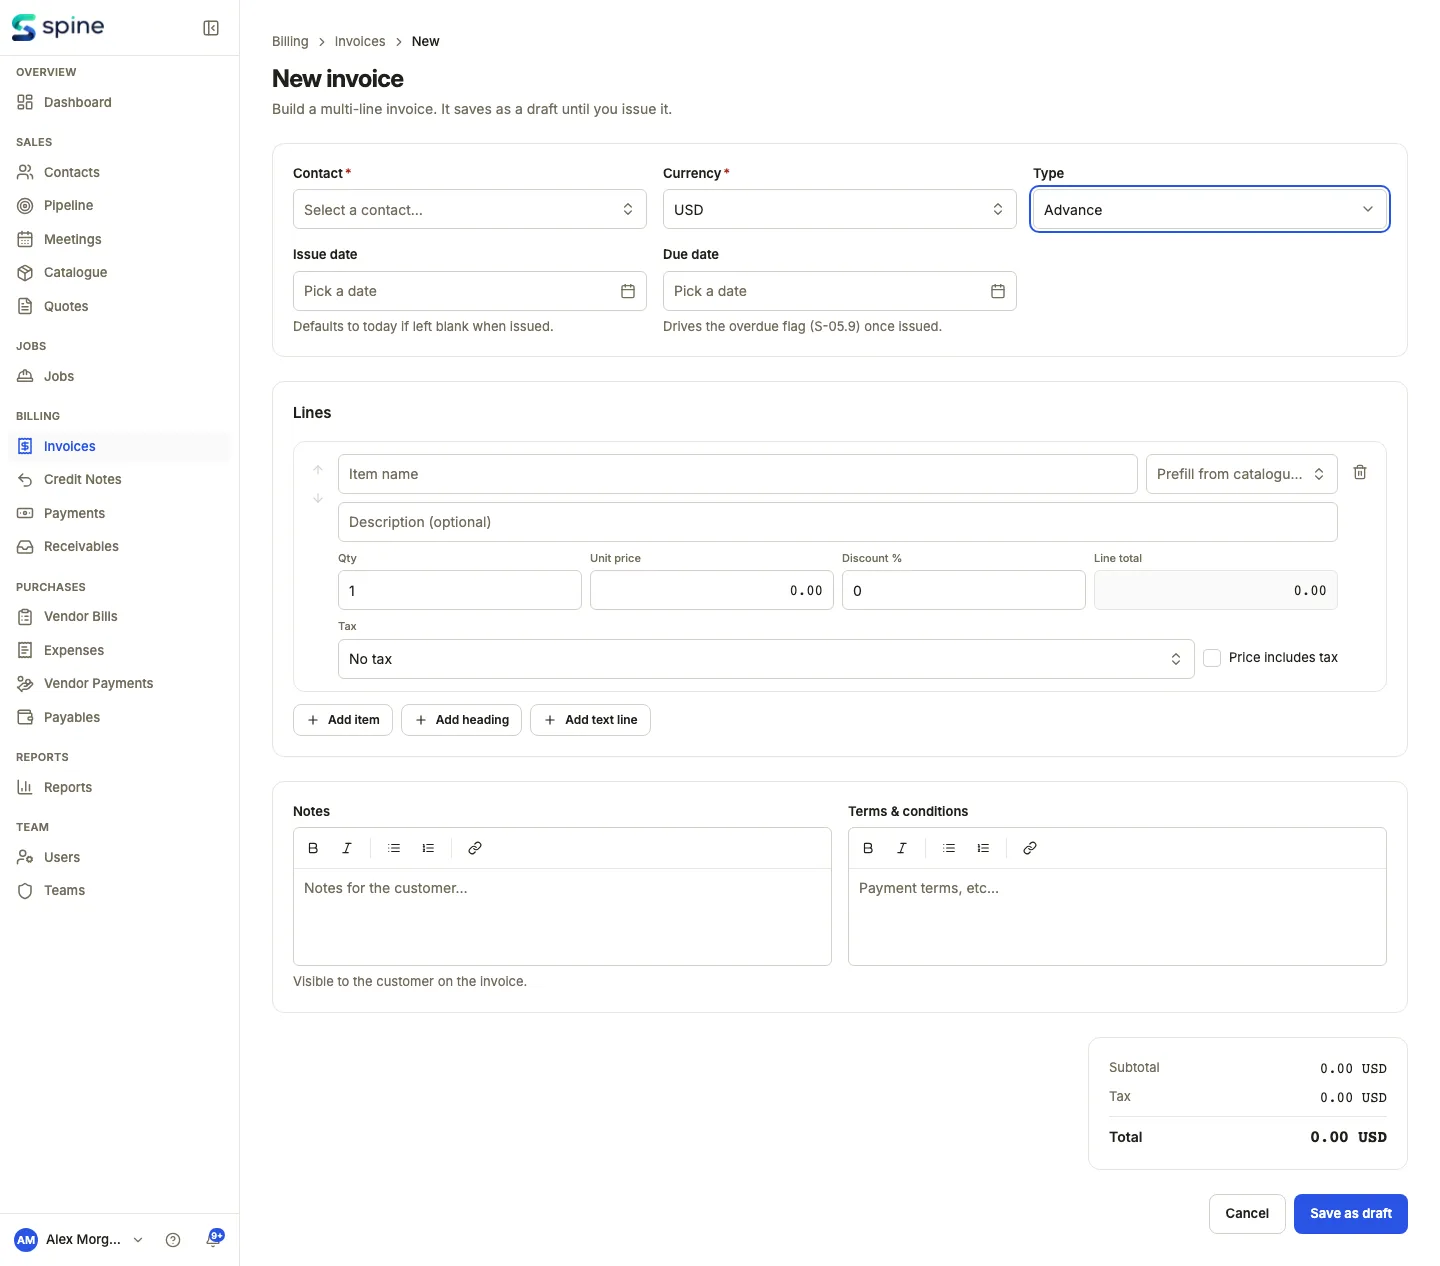 spine
OVERVIEW
Dashboard
SALES
Contacts
Pipeline
Meetings
Catalogue
Quotes
JOBS
Jobs
BILLING
Invoices
Credit Notes
Payments
Receivables
PURCHASES
Vendor Bills
Expenses
Vendor Payments
Payables
REPORTS
Reports
TEAM
Users
Teams
AM Alex Morg... 9+
Billing > Invoices > New
New invoice
Build a multi-line invoice. It saves as a draft until you issue it.
Contact* Currency* Type
Select a contact... USD Advance
Issue date Due date
Pick a date Pick a date
Defaults to today if left blank when issued. Drives the overdue flag (S-05.9) once issued.
Lines
Item name Prefill from catalogu...
Description (optional)
Qty Unit price Discount % Line total
1 0.00 0 0.00
Tax
No tax Price includes tax
+ Add item + Add heading + Add text line
Notes Terms & conditions
B I B I
Notes for the customer... Payment terms, etc...
Visible to the customer on the invoice.
Subtotal 0.00 USD
Tax 0.00 USD
Total 0.00 USD
Cancel Save as draft